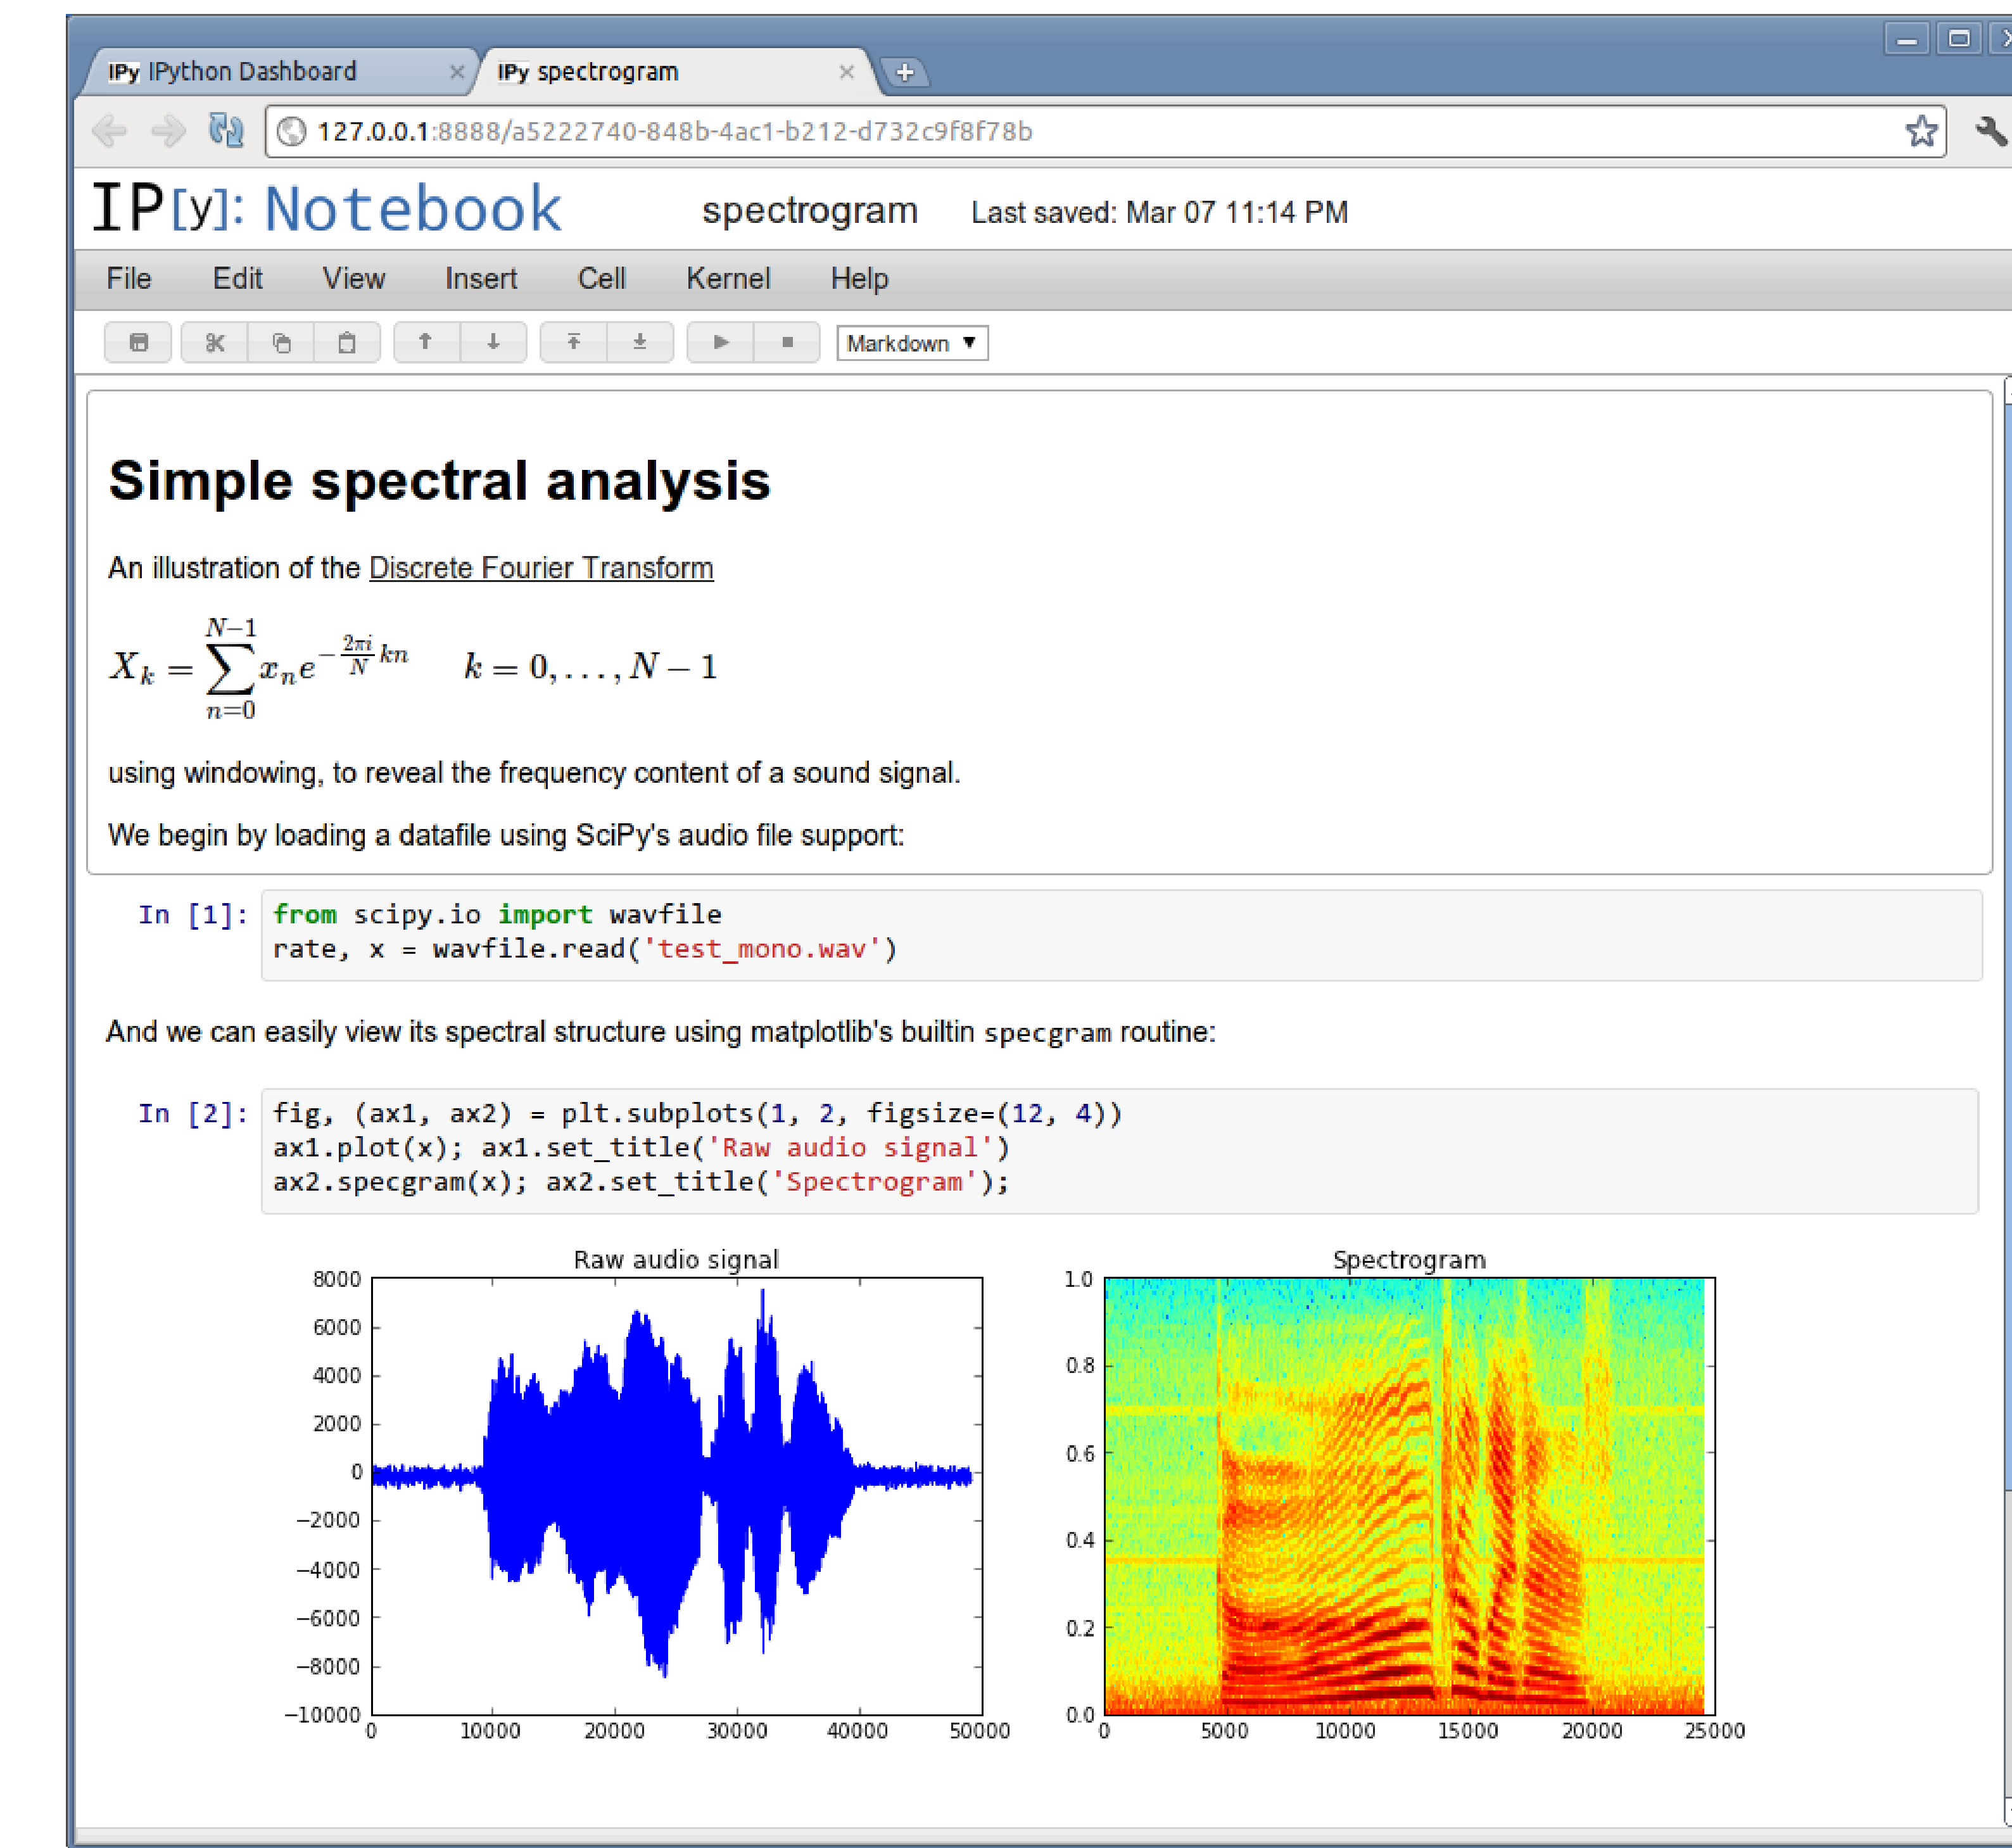 IPy IPython Dashboard
IPy spectrogram
127.0.0.1:8888/a5222740-848b-4ac1-b212-d732c9f8f78b
IP[y]: Notebook
spectrogram
Last saved: Mar 07 11:14 PM
File Edit View Insert Cell Kernel Help
Markdown
Simple spectral analysis
An illustration of the Discrete Fourier Transform
X_k = \sum_{n=0}^{N-1} x_n e^{-\frac{2\pi i}{N} kn} k = 0, . . . , N − 1
using windowing, to reveal the frequency content of a sound signal.
We begin by loading a datafile using SciPy's audio file support:
In [1]: from scipy.io import wavfile
rate, x = wavfile.read('test_mono.wav')
And we can easily view its spectral structure using matplotlib's builtin specgram routine:
In [2]: fig, (ax1, ax2) = plt.subplots(1, 2, figsize=(12, 4))
ax1.plot(x); ax1.set_title('Raw audio signal')
ax2.specgram(x); ax2.set_title('Spectrogram');
Raw audio signal
8000
6000
4000
2000
0
−2000
−4000
−6000
−8000
−10000
0 10000 20000 30000 40000 50000
Spectrogram
1.0
0.8
0.6
0.4
0.2
0.0
0 5000 10000 15000 20000 25000